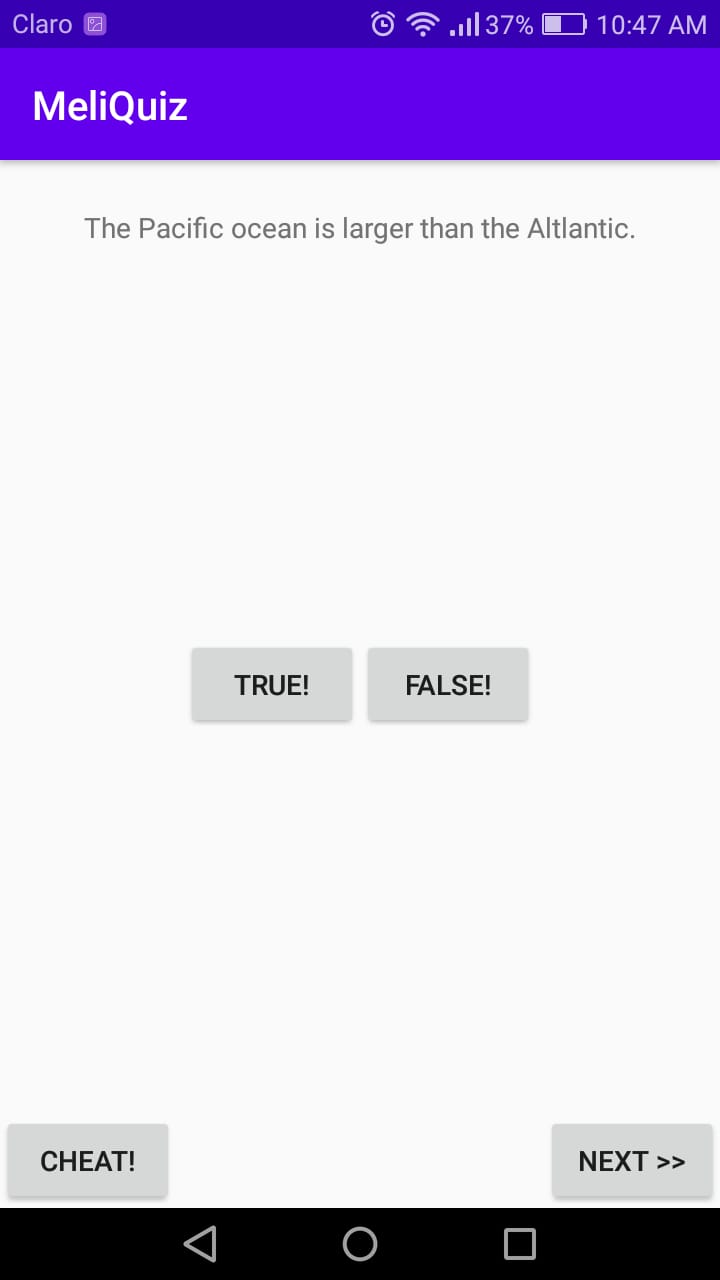 Claro 37% 10:47 AM
MeliQuiz
The Pacific ocean is larger than the Altlantic.
TRUE! FALSE!
CHEAT! NEXT >>